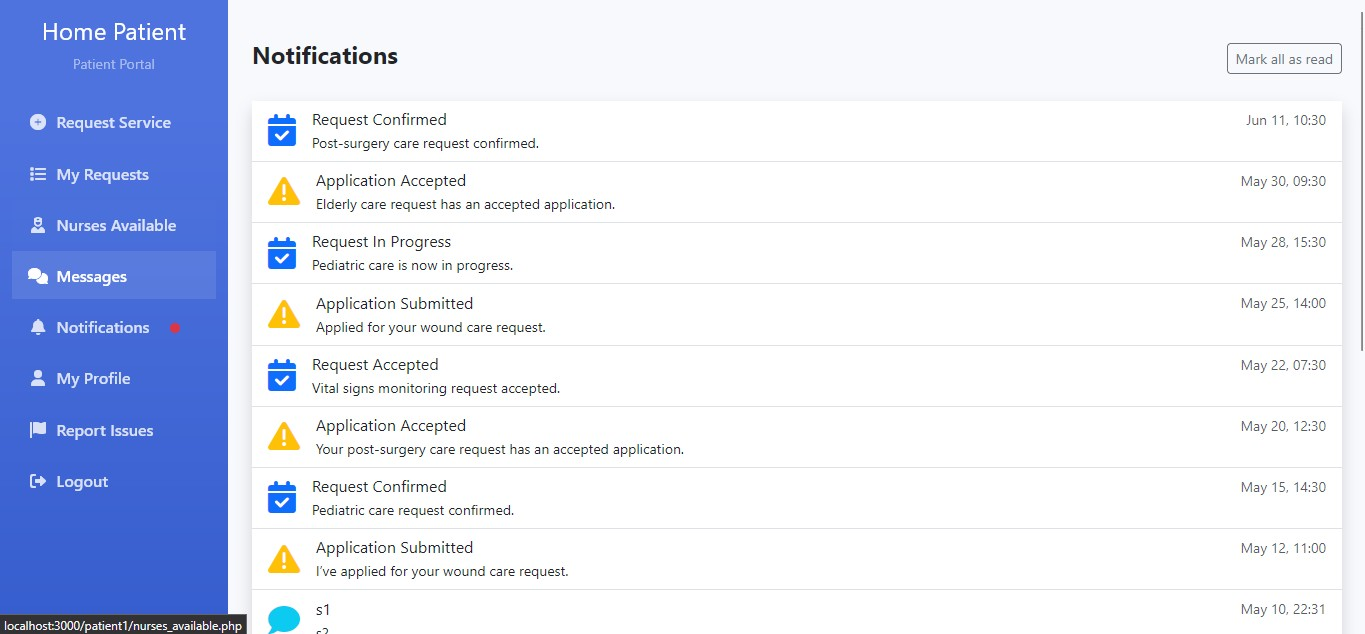 Home Patient
Patient Portal
Request Service
My Requests
Nurses Available
Messages
Notifications
My Profile
Report Issues
Logout
Notifications
Mark all as read
Request Confirmed
Jun 11, 10:30
Post-surgery care request confirmed.
Application Accepted
May 30, 09:30
Elderly care request has an accepted application.
Request In Progress
May 28, 15:30
Pediatric care is now in progress.
Application Submitted
May 25, 14:00
Applied for your wound care request.
Request Accepted
May 22, 07:30
Vital signs monitoring request accepted.
Application Accepted
May 20, 12:30
Your post-surgery care request has an accepted application.
Request Confirmed
May 15, 14:30
Pediatric care request confirmed.
Application Submitted
May 12, 11:00
I’ve applied for your wound care request.
s1
May 10, 22:31
s2
localhost:3000/patient1/nurses_available.php